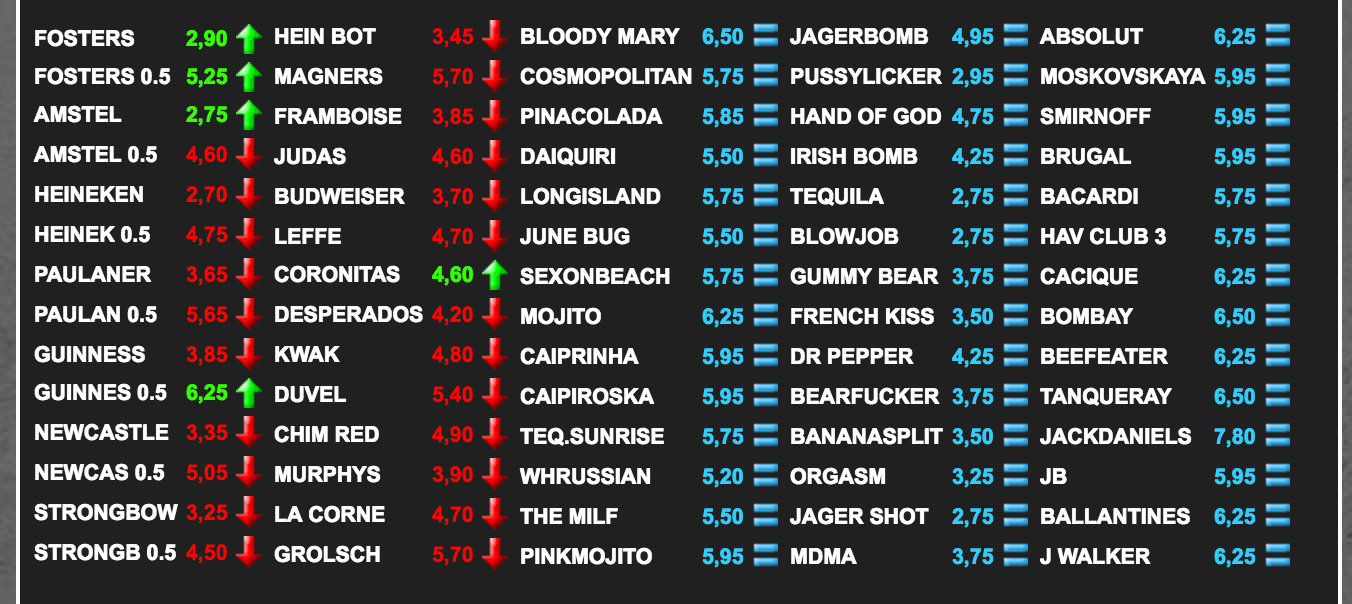 FOSTERS 2,90 HEIN BOT 3,45 BLOODY MARY 6,50 JAGERBOMB 4,95 ABSOLUT 6,25
FOSTERS 0.5 5,25 MAGNERS 5,70 COSMOPOLITAN 5,75 PUSSYLICKER 2,95 MOSKOVSKAYA 5,95
AMSTEL 2,75 FRAMBOISE 3,85 PINACOLADA 5,85 HAND OF GOD 4,75 SMIRNOFF 5,95
AMSTEL 0.5 4,60 JUDAS 4,60 DAIQUIRI 5,50 IRISH BOMB 4,25 BRUGAL 5,95
HEINEKEN 2,70 BUDWEISER 3,70 LONGISLAND 5,75 TEQUILA 2,75 BACARDI 5,75
HEINEK 0.5 4,75 LEFFE 4,70 JUNE BUG 5,50 BLOWJOB 2,75 HAV CLUB 3 5,75
PAULANER 3,65 CORONITAS 4,60 SEXONBEACH 5,75 GUMMY BEAR 3,75 CACIQUE 6,25
PAULAN 0.5 5,65 DESPERADOS 4,20 MOJITO 6,25 FRENCH KISS 3,50 BOMBAY 6,50
GUINNESS 3,85 KWAK 4,80 CAIPRINHA 5,95 DR PEPPER 4,25 BEEFEATER 6,25
GUINNES 0.5 6,25 DUVEL 5,40 CAIPIROSKA 5,95 BEARFUCKER 3,75 TANQUERAY 6,50
NEWCASTLE 3,35 CHIM RED 4,90 TEQ.SUNRISE 5,75 BANANASPLIT 3,50 JACKDANIELS 7,80
NEWCAS 0.5 5,05 MURPHYS 3,90 WHRUSSIAN 5,20 ORGASM 3,25 JB 5,95
STRONGBOW 3,25 LA CORNE 4,70 THE MILF 5,50 JAGER SHOT 2,75 BALLANTINES 6,25
STRONGB 0.5 4,50 GROLSCH 5,70 PINKMOJITO 5,95 MDMA 3,75 J WALKER 6,25